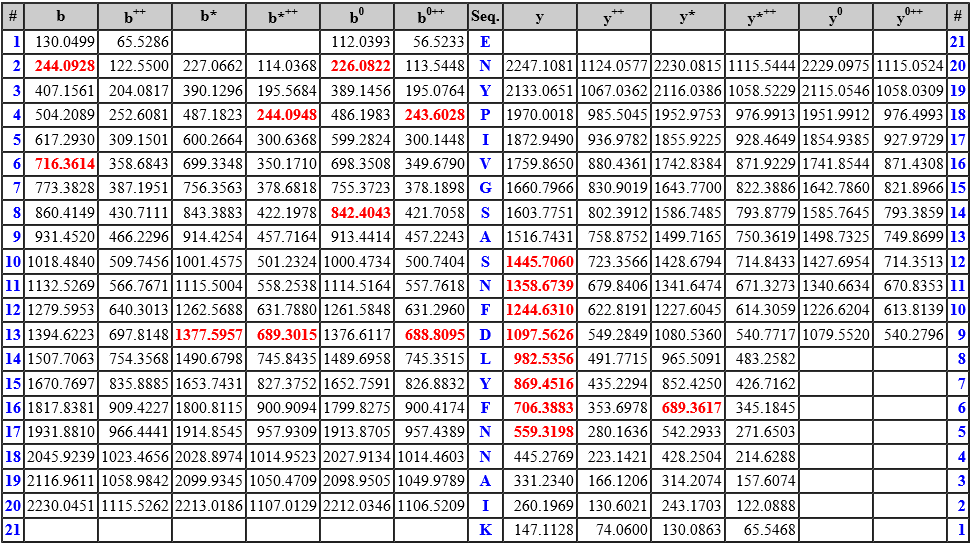 # b b++ b* b*++ b0 b0++ Seq. y y++ y* y*++ y0 y0++ #
1 130.0499 65.5286 112.0393 56.5233 E 21
2 244.0928 122.5500 227.0662 114.0368 226.0822 113.5448 N 2247.1081 1124.0577 2230.0815 1115.5444 2229.0975 1115.0524 20
3 407.1561 204.0817 390.1296 195.5684 389.1456 195.0764 Y 2133.0651 1067.0362 2116.0386 1058.5229 2115.0546 1058.0309 19
4 504.2089 252.6081 487.1823 244.0948 486.1983 243.6028 P 1970.0018 985.5045 1952.9753 976.9913 1951.9912 976.4993 18
5 617.2930 309.1501 600.2664 300.6368 599.2824 300.1448 I 1872.9490 936.9782 1855.9225 928.4649 1854.9385 927.9729 17
6 716.3614 358.6843 699.3348 350.1710 698.3508 349.6790 V 1759.8650 880.4361 1742.8384 871.9229 1741.8544 871.4308 16
7 773.3828 387.1951 756.3563 378.6818 755.3723 378.1898 G 1660.7966 830.9019 1643.7700 822.3886 1642.7860 821.8966 15
8 860.4149 430.7111 843.3883 422.1978 842.4043 421.7058 S 1603.7751 802.3912 1586.7485 793.8779 1585.7645 793.3859 14
9 931.4520 466.2296 914.4254 457.7164 913.4414 457.2243 A 1516.7431 758.8752 1499.7165 750.3619 1498.7325 749.8699 13
10 1018.4840 509.7456 1001.4575 501.2324 1000.4734 500.7404 S 1445.7060 723.3566 1428.6794 714.8433 1427.6954 714.3513 12
11 1132.5269 566.7671 1115.5004 558.2538 1114.5164 557.7618 N 1358.6739 679.8406 1341.6474 671.3273 1340.6634 670.8353 11
12 1279.5953 640.3013 1262.5688 631.7880 1261.5848 631.2960 F 1244.6310 622.8191 1227.6045 614.3059 1226.6204 613.8139 10
13 1394.6223 697.8148 1377.5957 689.3015 1376.6117 688.8095 D 1097.5626 549.2849 1080.5360 540.7717 1079.5520 540.2796 9
14 1507.7063 754.3568 1490.6798 745.8435 1489.6958 745.3515 L 982.5356 491.7715 965.5091 483.2582 8
15 1670.7697 835.8885 1653.7431 827.3752 1652.7591 826.8832 Y 869.4516 435.2294 852.4250 426.7162 7
16 1817.8381 909.4227 1800.8115 900.9094 1799.8275 900.4174 F 706.3883 353.6978 689.3617 345.1845 6
17 1931.8810 966.4441 1914.8545 957.9309 1913.8705 957.4389 N 559.3198 280.1636 542.2933 271.6503 5
18 2045.9239 1023.4656 2028.8974 1014.9523 2027.9134 1014.4603 N 445.2769 223.1421 428.2504 214.6288 4
19 2116.9611 1058.9842 2099.9345 1050.4709 2098.9505 1049.9789 A 331.2340 166.1206 314.2074 157.6074 3
20 2230.0451 1115.5262 2213.0186 1107.0129 2212.0346 1106.5209 I 260.1969 130.6021 243.1703 122.0888 2
21 K 147.1128 74.0600 130.0863 65.5468 1